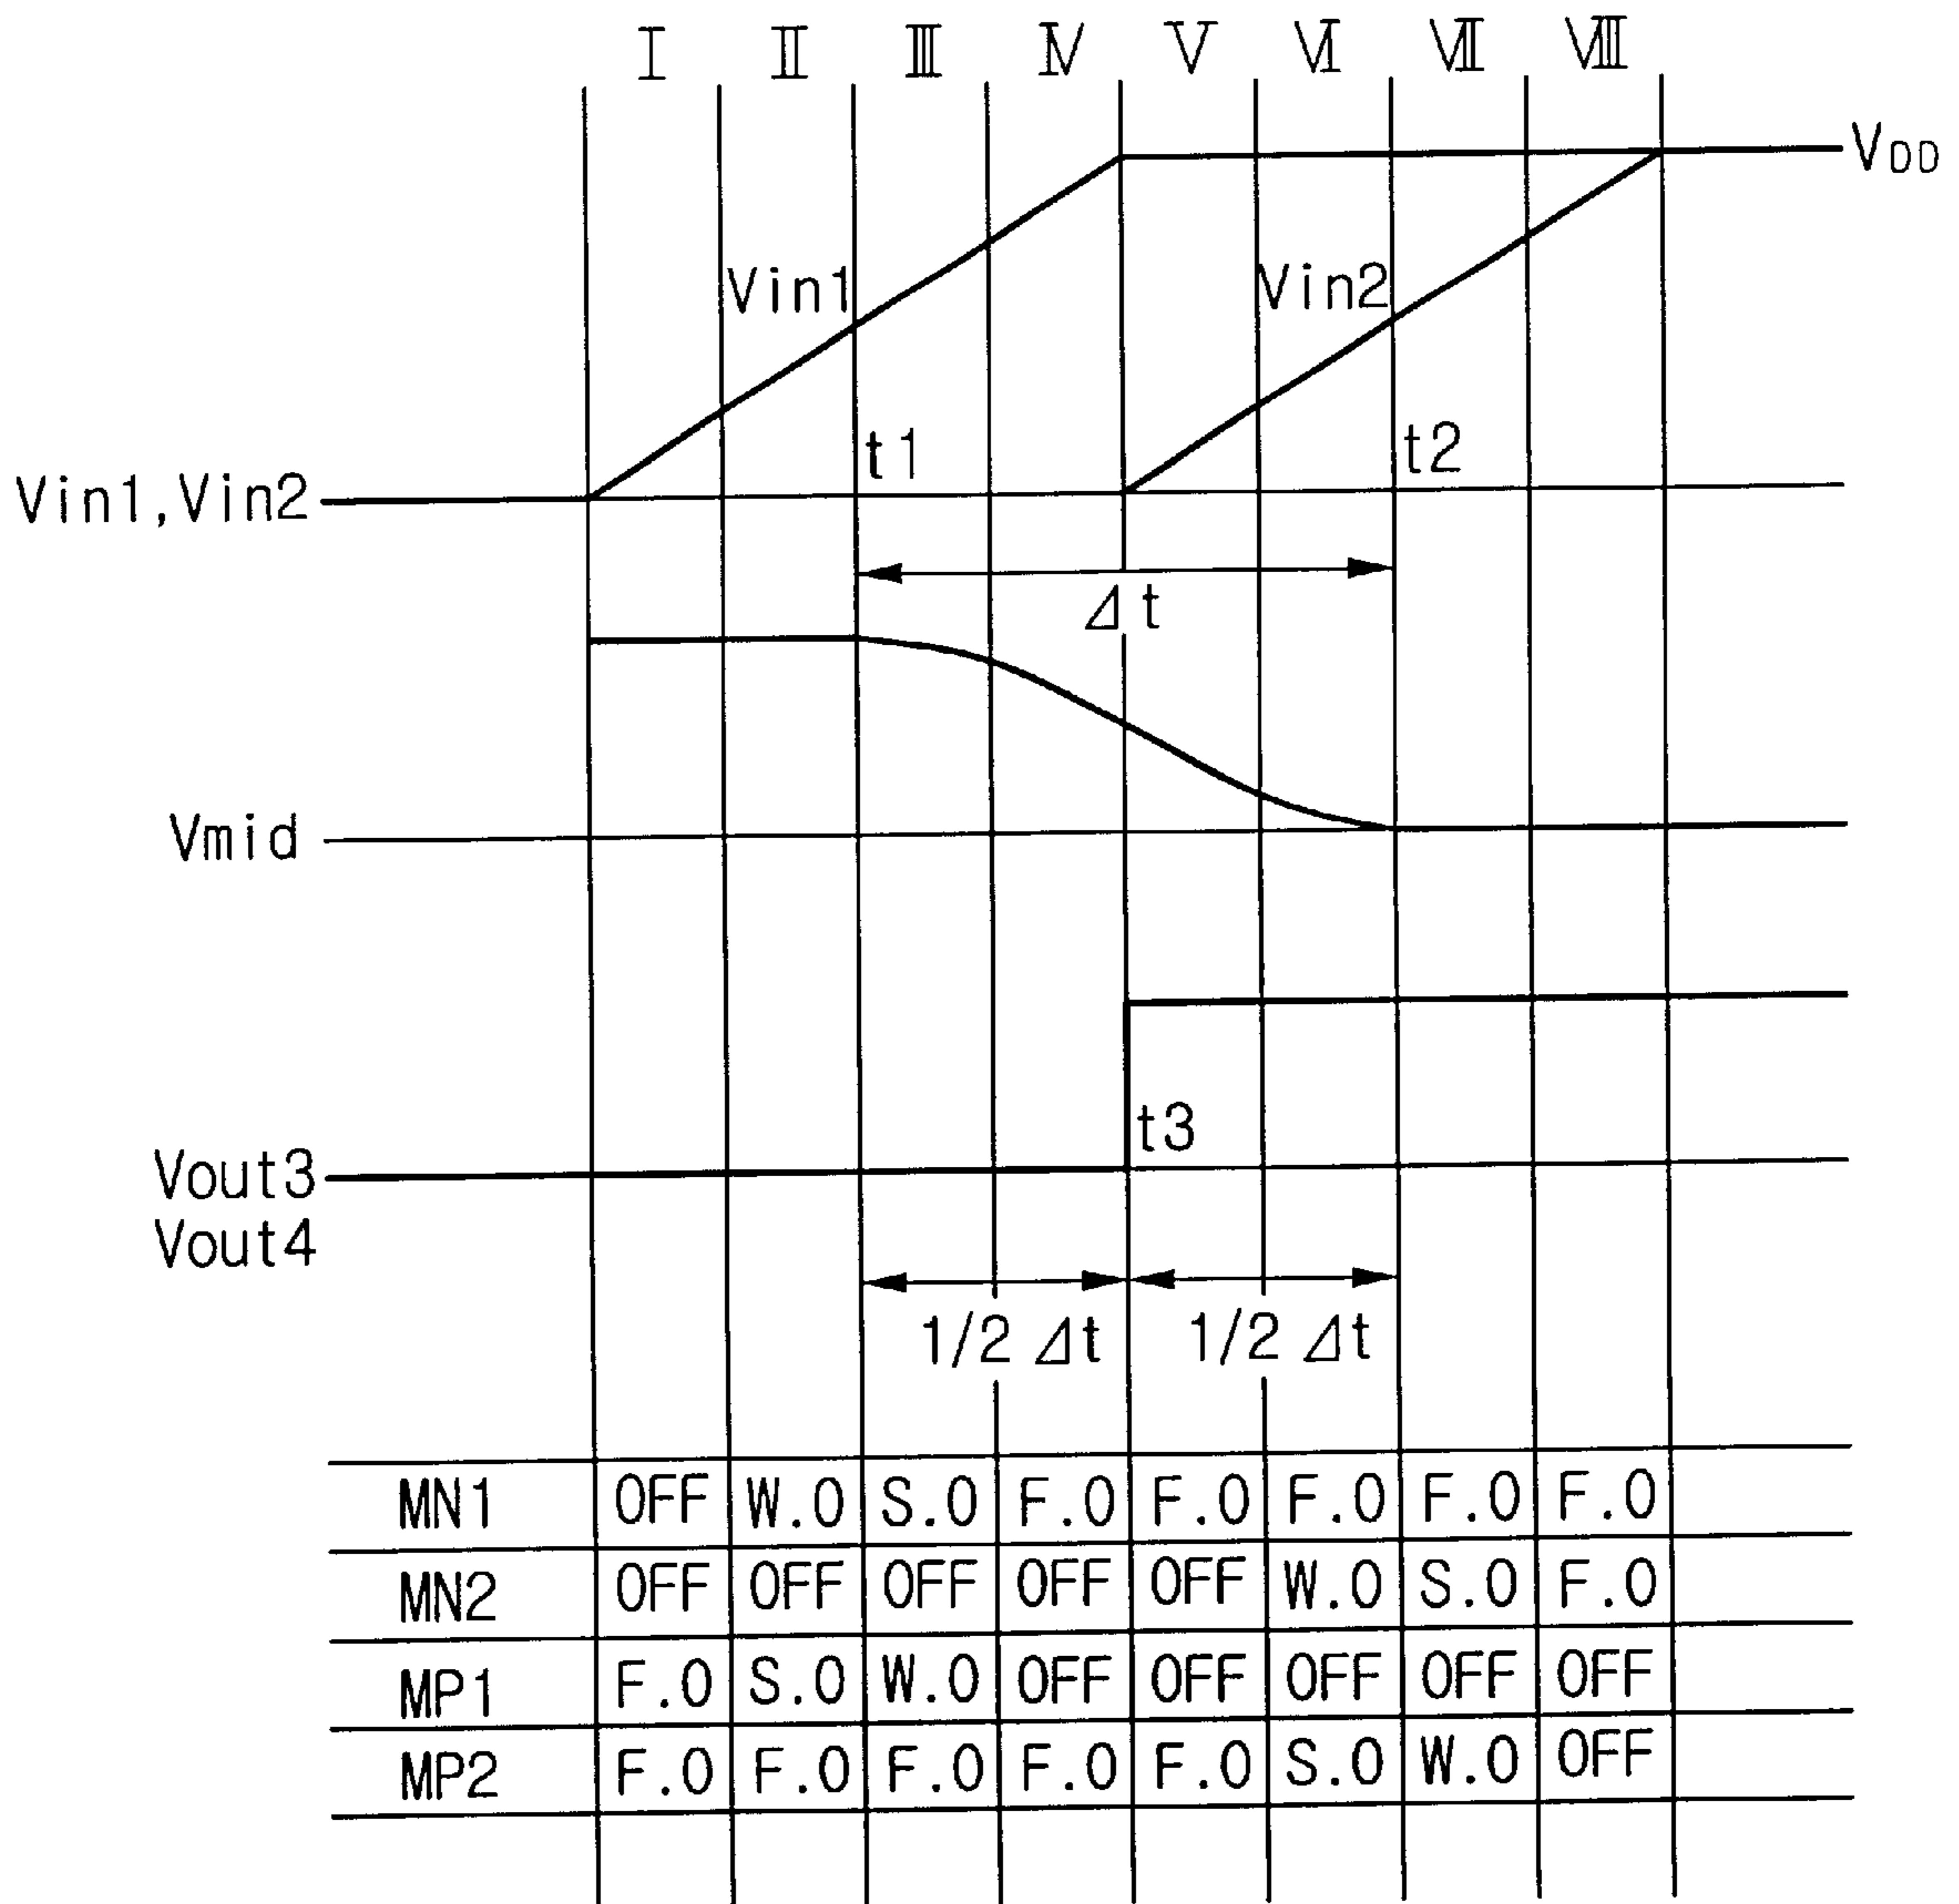 Ⅰ Ⅱ Ⅲ Ⅳ Ⅴ Ⅵ Ⅶ Ⅷ
VDD
Vin1 Vin2
t1 t2
Vin1,Vin2
Δt
Vmid
t3
Vout3
Vout4
1/2 Δt 1/2 Δt
MN1 OFF W.O S.O F.O F.O F.O F.O F.O
MN2 OFF OFF OFF OFF OFF W.O S.O F.O
MP1 F.O S.O W.O OFF OFF OFF OFF OFF
MP2 F.O F.O F.O F.O F.O S.O W.O OFF